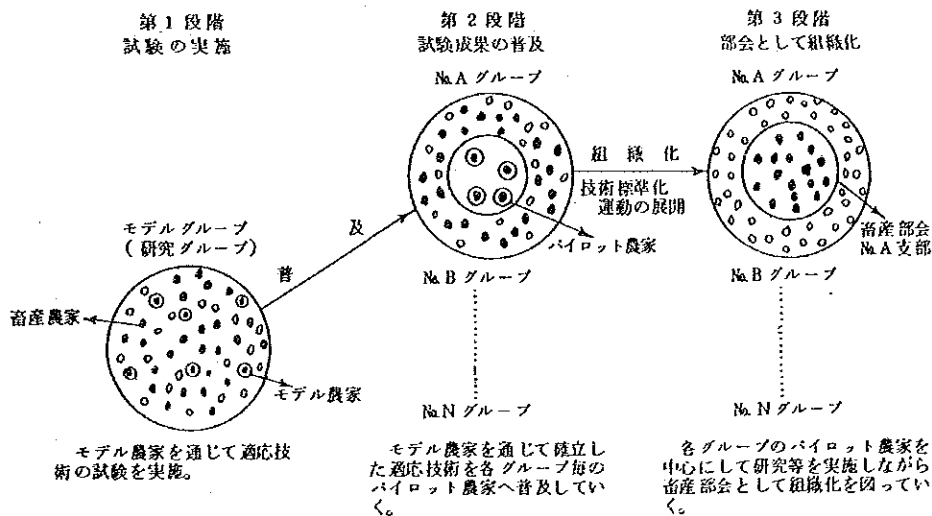 第1段階
試験の実施
モデルグループ
(研究グループ)
畜産農家
モデル農家
モデル農家を通じて適応技
術の試験を実施。
普及
第2段階
試験成果の普及
No.Aグループ
パイロット農家
No.Bグループ
No.Nグループ
モデル農家を通じて確立し
た適応技術を各グループ毎の
パイロット農家へ普及してい
く。
組織化
技術標準化
運動の展開
第3段階
部会として組織化
No.Aグループ
畜産部会
No.A支部
No.Bグループ
No.Nグループ
各グループのパイロット農家を
中心にして研究等を実施しながら
畜産部会として組織化を図ってい
く。